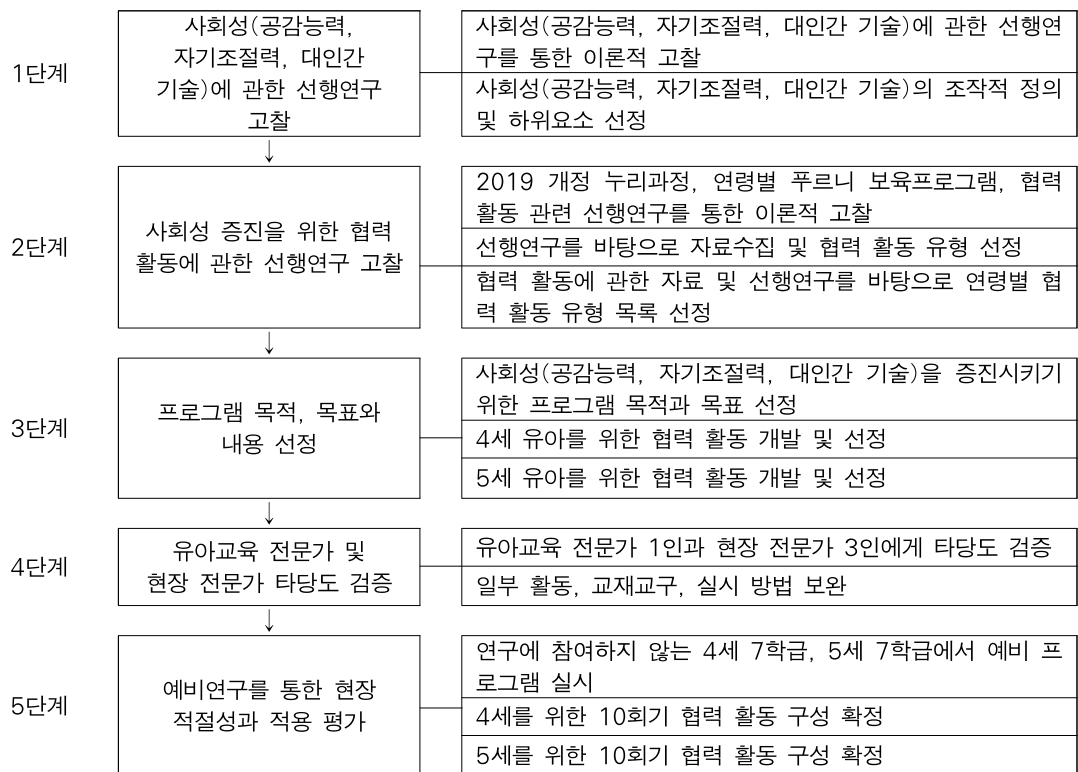 1단계
사회성(공감능력,
자기조절력, 대인간
기술)에 관한 선행연구
고찰
사회성(공감능력, 자기조절력, 대인간 기술)에 관한 선행연
구를 통한 이론적 고찰
사회성(공감능력, 자기조절력, 대인간 기술)의 조작적 정의
및 하위요소 선정
↓
2단계
사회성 증진을 위한 협력
활동에 관한 선행연구 고찰
2019 개정 누리과정, 연령별 푸르니 보육프로그램, 협력
활동 관련 선행연구를 통한 이론적 고찰
선행연구를 바탕으로 자료수집 및 협력 활동 유형 선정
협력 활동에 관한 자료 및 선행연구를 바탕으로 연령별 협
력 활동 유형 목록 선정
↓
3단계
프로그램 목적, 목표와
내용 선정
사회성(공감능력, 자기조절력, 대인간 기술)을 증진시키기
위한 프로그램 목적과 목표 선정
4세 유아를 위한 협력 활동 개발 및 선정
5세 유아를 위한 협력 활동 개발 및 선정
↓
4단계
유아교육 전문가 및
현장 전문가 타당도 검증
유아교육 전문가 1인과 현장 전문가 3인에게 타당도 검증
일부 활동, 교재교구, 실시 방법 보완
↓
5단계
예비연구를 통한 현장
적절성과 적용 평가
연구에 참여하지 않는 4세 7학급, 5세 7학급에서 예비 프
로그램 실시
4세를 위한 10회기 협력 활동 구성 확정
5세를 위한 10회기 협력 활동 구성 확정